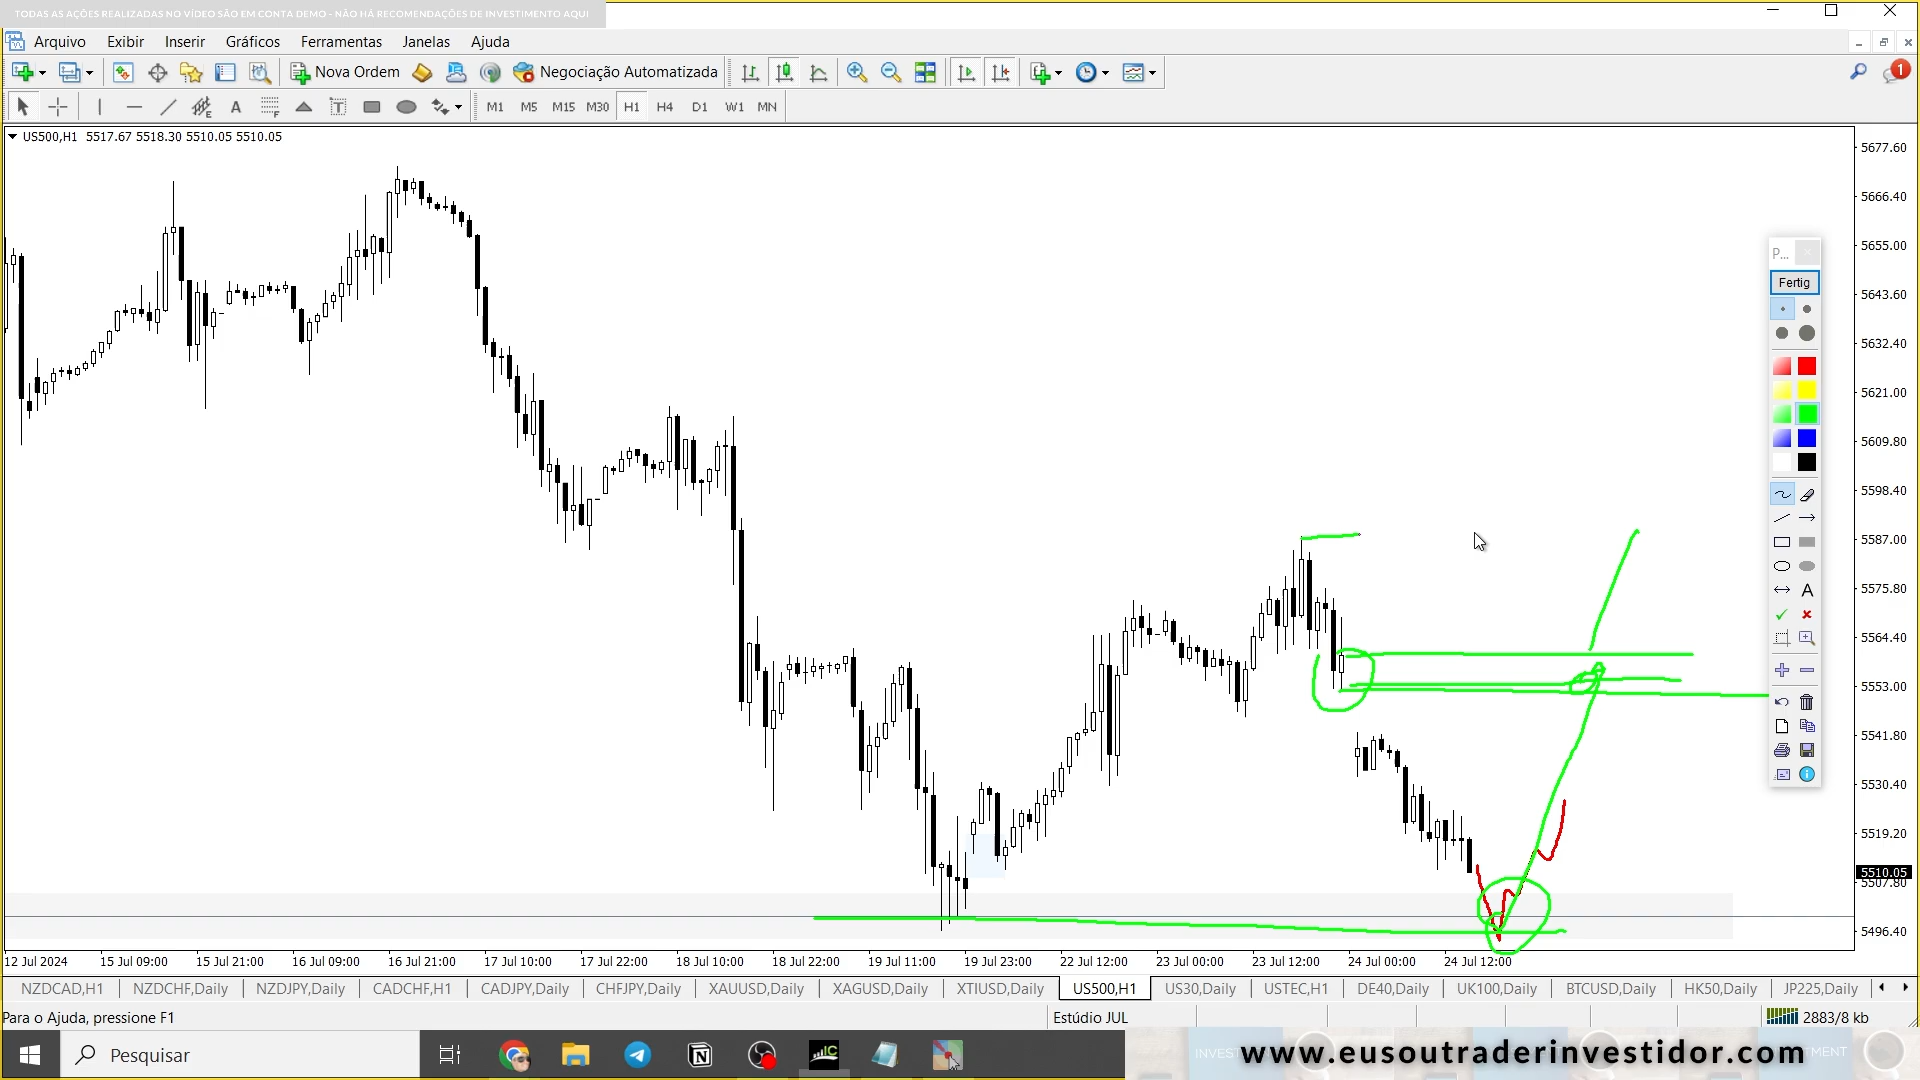 TODAS AS AÇÕES REALIZADAS NO VÍDEO SÃO EM CONTA DEMO - NÃO HÁ RECOMENDAÇÕES DE INVESTIMENTO AQUI
Arquivo Exibir Inserir Gráficos Ferramentas Janelas Ajuda
Nova Ordem Negociação Automatizada 1
A T M1 M5 M15 M30 H1 H4 D1 W1 MN
US500,H1 5517.67 5518.30 5510.05 5510.05
5677.60
5666.40
5655.00
P...
5643.60
Fertig
5632.40
5621.00
5609.80
5598.40
5587.00
5575.80
A
5564.40
5553.00
5541.80
5530.40
5519.20
5510.05
5507.80
5496.40
12 Jul 2024 15 Jul 09:00 15 Jul 21:00 16 Jul 09:00 16 Jul 21:00 17 Jul 10:00 17 Jul 22:00 18 Jul 10:00 18 Jul 22:00 19 Jul 11:00 19 Jul 23:00 22 Jul 12:00 23 Jul 00:00 23 Jul 12:00 24 Jul 00:00 24 Jul 12:00
NZDCAD,H1 NZDCHF,Daily NZDJPY,Daily CADCHF,H1 CADJPY,Daily CHFJPY,Daily XAUUSD,Daily XAGUSD,Daily XTIUSD,Daily US500,H1 US30,Daily USTEC,H1 DE40,Daily UK100,Daily BTCUSD,Daily HK50,Daily JP225,Daily
Para o Ajuda, pressione F1 Estúdio JUL 2883/8 kb
Pesquisar IC www.eusoutraderinvestidor.com